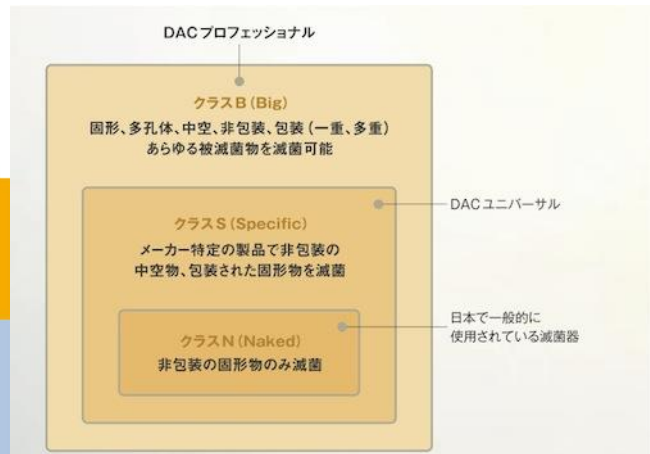 DACプロフェッショナル
クラスB(Big)
固形、多孔体、中空、非包装、包装(一重、多重)
あらゆる被滅菌物を滅菌可能
クラスS(Specific)
メーカー特定の製品で非包装の
中空物、包装された固形物を滅菌
DACユニバーサル
クラスN(Naked)
非包装の固形物のみ滅菌
日本で一般的に
使用されている滅菌器